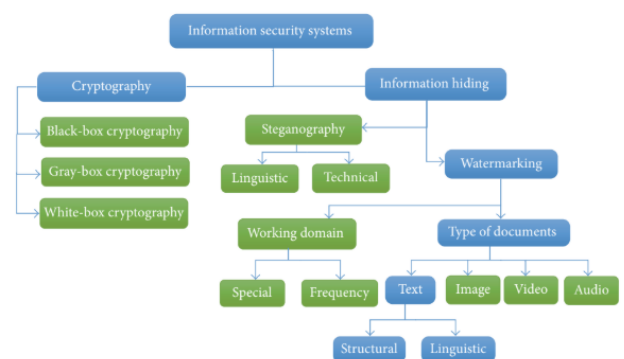 Information security systems
Cryptography
Information hiding
Black-box cryptography
Steganography
Gray-box cryptography
Watermarking
Linguistic
Technical
White-box cryptography
Working domain
Type of documents
Special
Frequency
Text
Image
Video
Audio
Structural
Linguistic